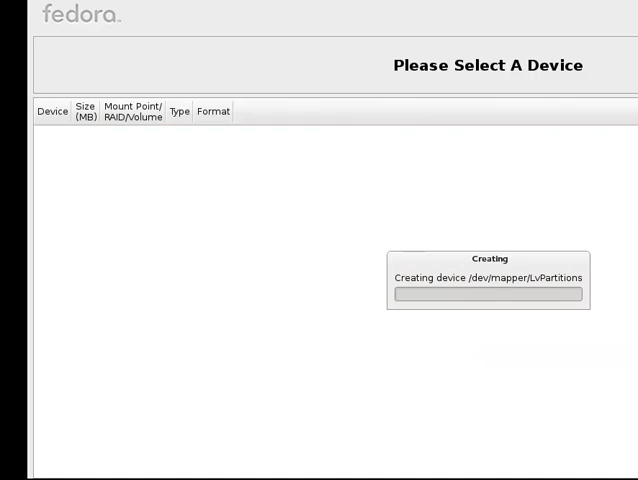 fedora.
Please Select A Device
Device
Size
(MB)
Mount Point/
RAID/Volume
Type
Format
Creating
Creating device /dev/mapper/LvPartitions